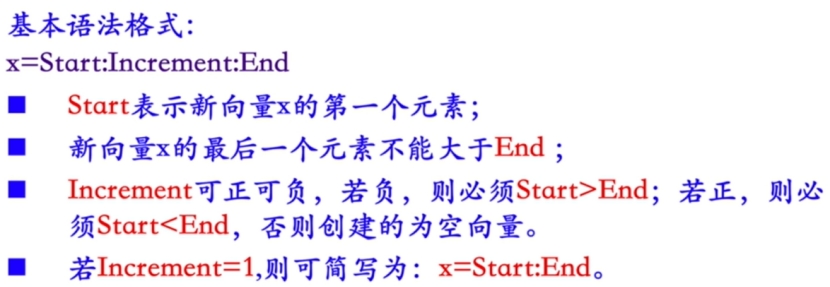 基本语法格式：
x=Start:Increment:End
■ Start表示新向量x的第一个元素；
■ 新向量x的最后一个元素不能大于End；
■ Increment可正可负，若负，则必须Start>End；若正，则必
须Start<End，否则创建的为空向量。
■ 若Increment=1,则可简写为：x=Start:End。